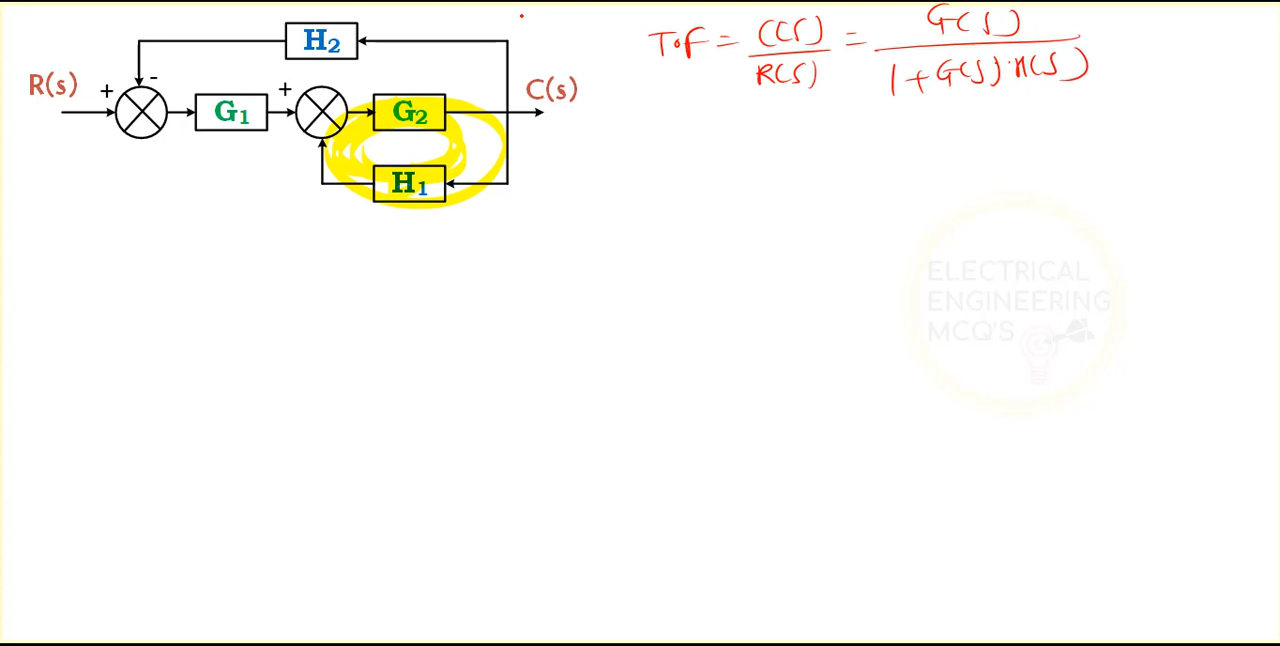 H₂
T.F = C(S) / R(S) = G(S) / 1 + G(S).H(S)
R(s) + - G₁ + G₂ C(s)
H₁
ELECTRICAL
ENGINEERING
MCQ'S